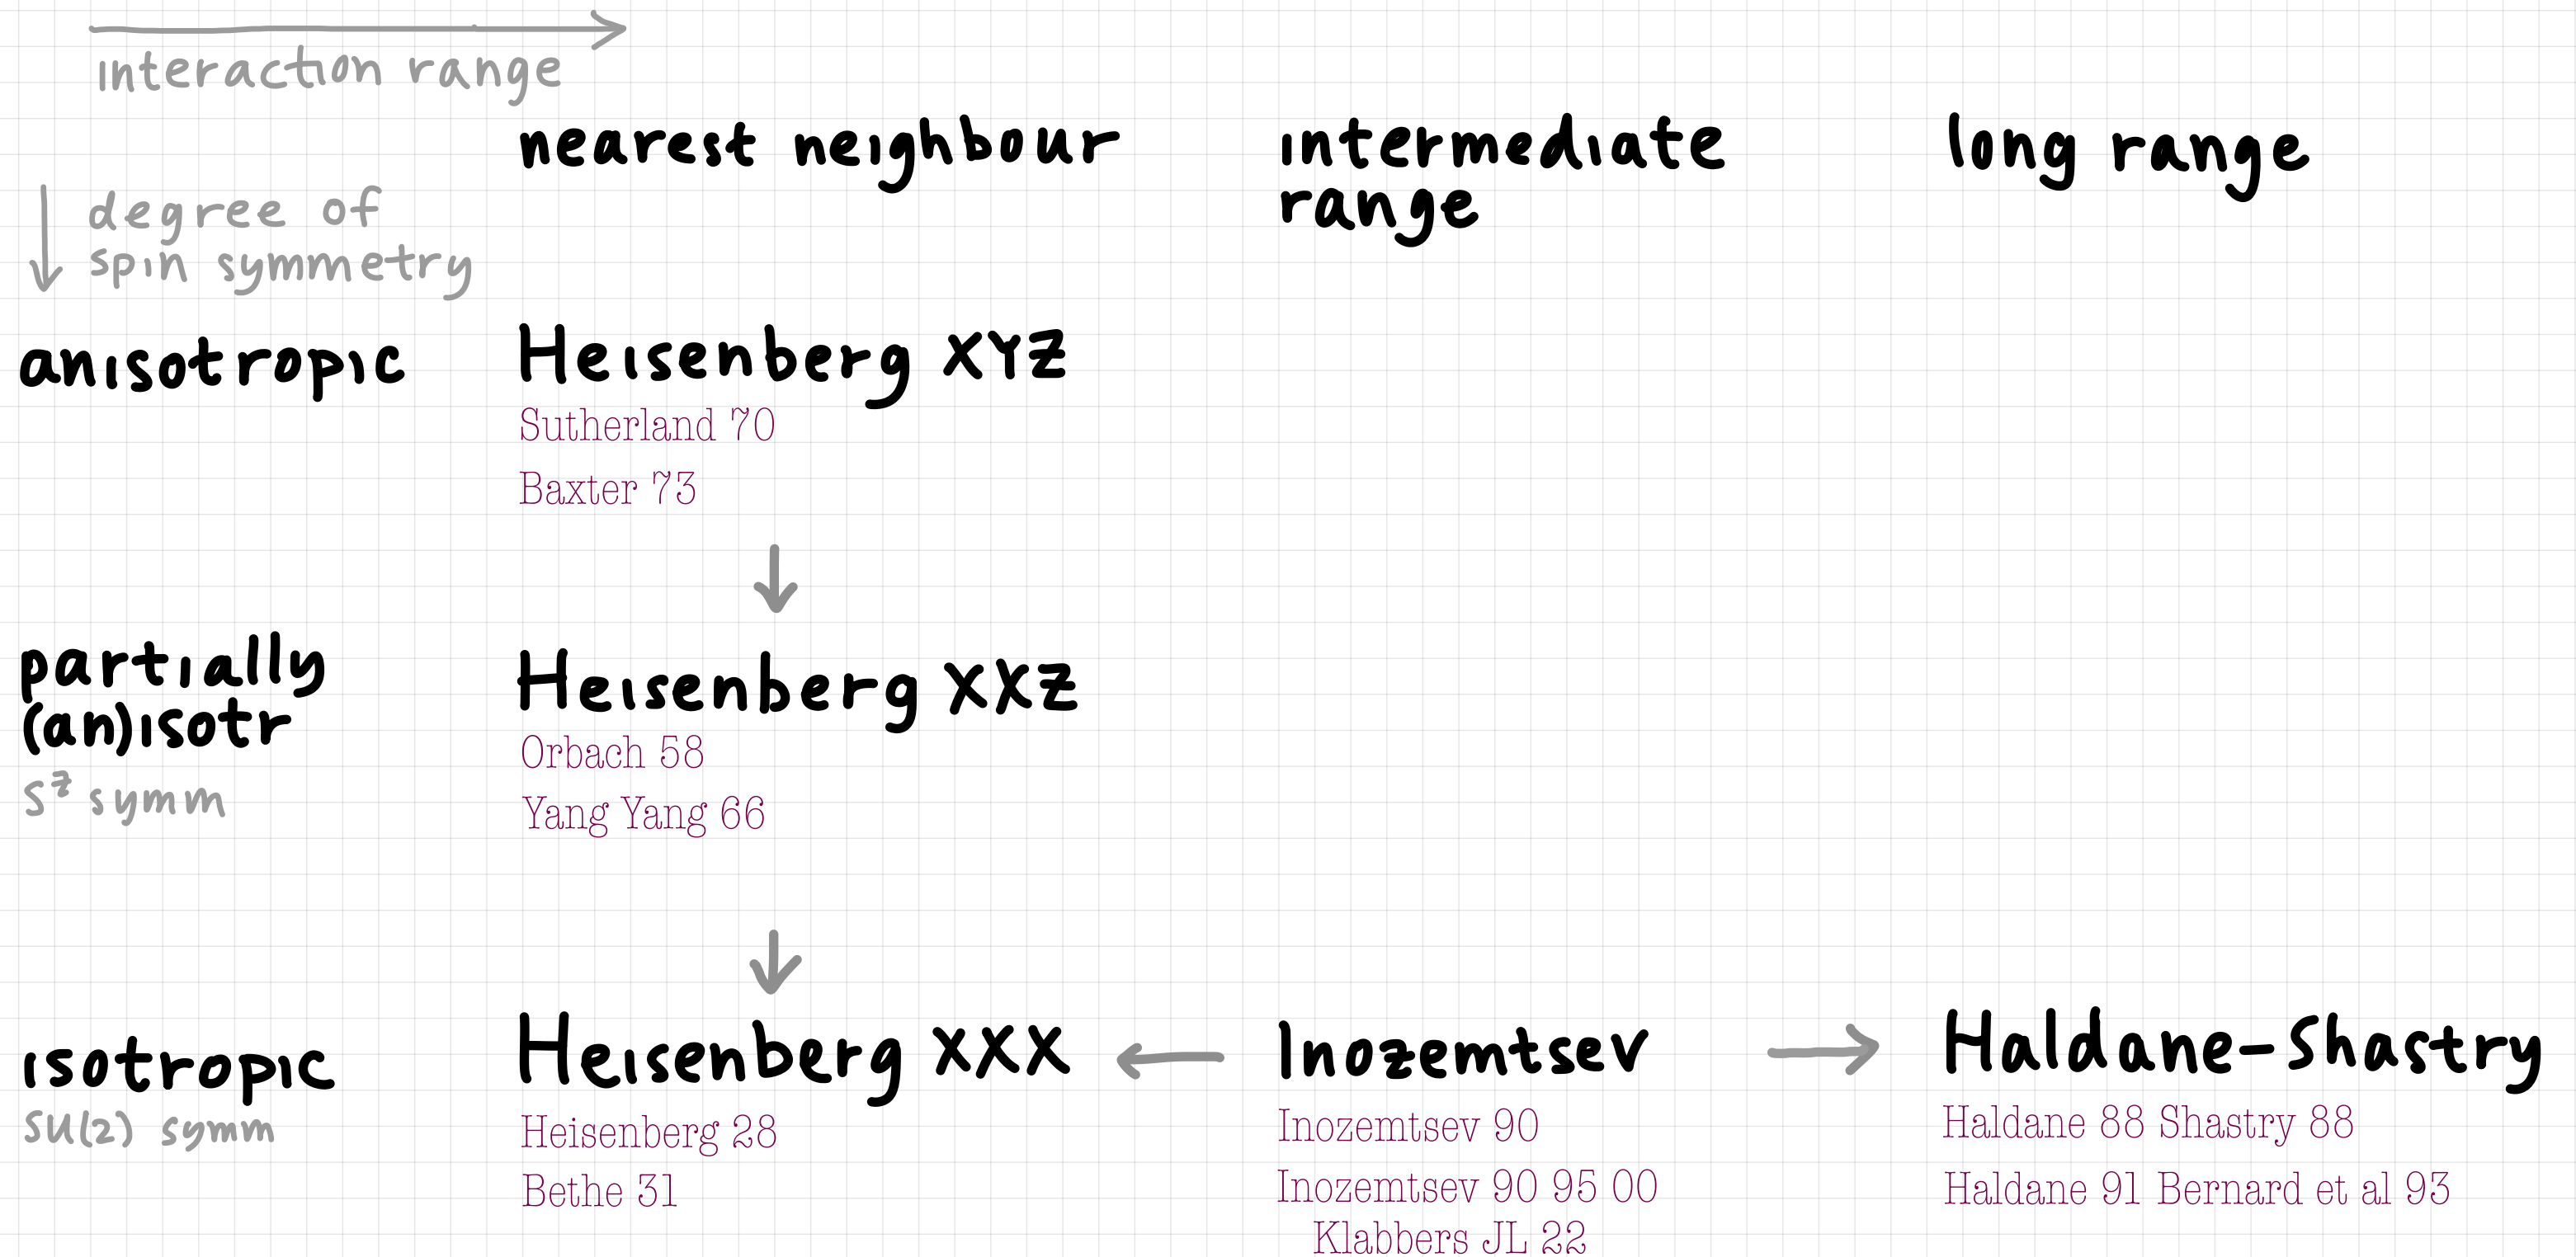 interaction range
nearest neighbour
intermediate
range
long range
degree of
spin symmetry
anisotropic
Heisenberg XYZ
Sutherland 70
Baxter 73
partially
(an)isotr
S^z symm
Heisenberg XXZ
Orbach 58
Yang Yang 66
isotropic
SU(2) symm
Heisenberg XXX
Heisenberg 28
Bethe 31
Inozemtsev
Inozemtsev 90
Inozemtsev 90 95 00
Klabbers JL 22
Haldane-Shastry
Haldane 88 Shastry 88
Haldane 91 Bernard et al 93